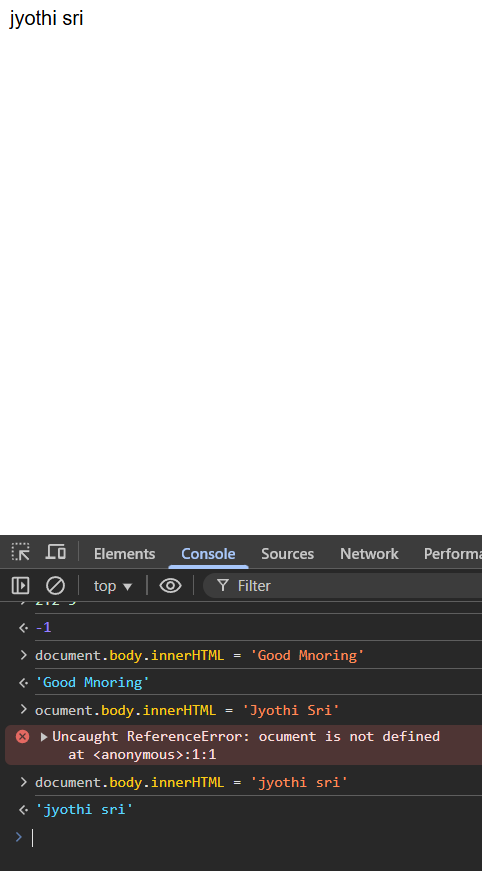 jyothi sri
Elements Console Sources Network Performa
top Filter
-1
document.body.innerHTML = 'Good Mnoring'
'Good Mnoring'
ocument.body.innerHTML = 'Jyothi Sri'
Uncaught ReferenceError: ocument is not defined
at <anonymous>:1:1
document.body.innerHTML = 'jyothi sri'
'jyothi sri'